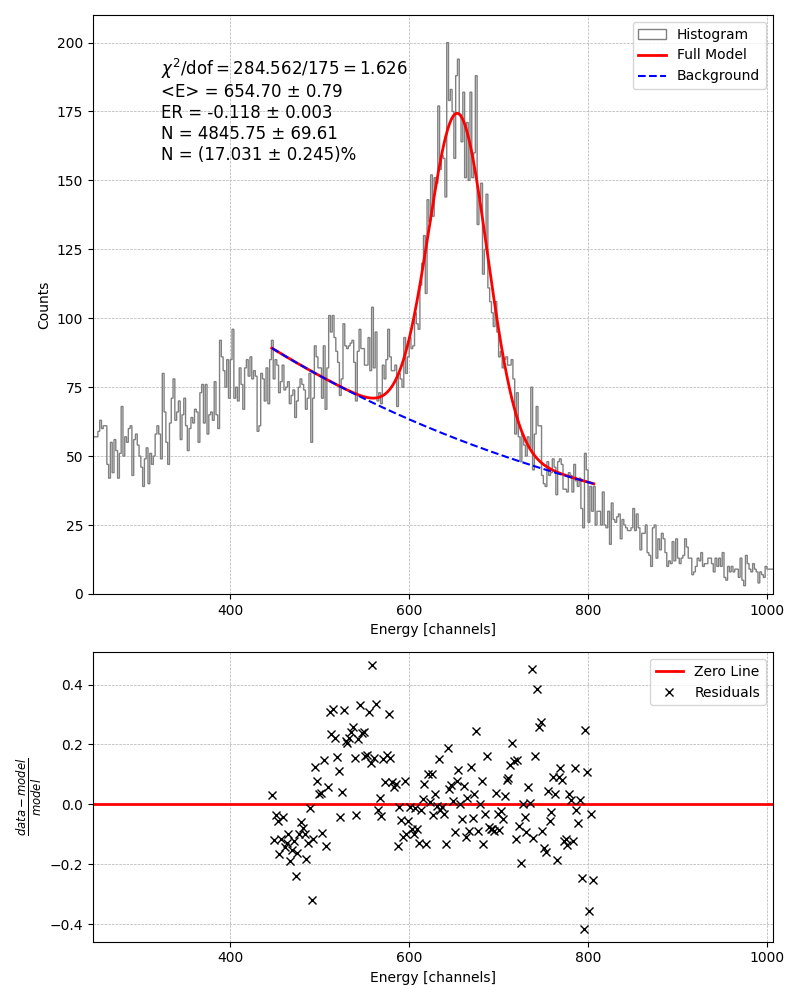 200
175
150
125
100
75
50
25
0
Counts
χ²/dof = 284.562/175 = 1.626
<E> = 654.70 ± 0.79
ER = -0.118 ± 0.003
N = 4845.75 ± 69.61
N = (17.031 ± 0.245)%
Histogram
Full Model
Background
400
600
800
1000
Energy [channels]
0.4
0.2
0.0
−0.2
−0.4
data − model
model
Zero Line
Residuals
400
600
800
1000
Energy [channels]